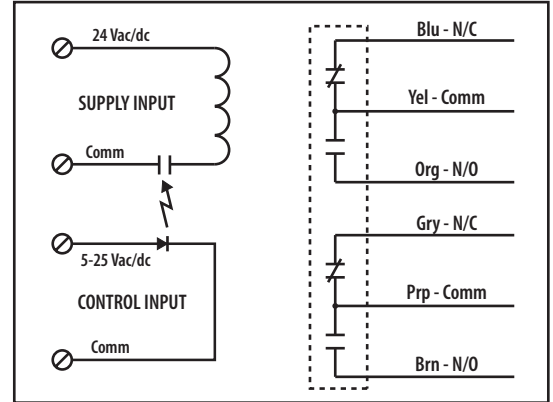 24 Vac/dc
SUPPLY INPUT
Comm
5-25 Vac/dc
CONTROL INPUT
Comm
Blu - N/C
Yel - Comm
Org - N/O
Gry - N/C
Prp - Comm
Brn - N/O